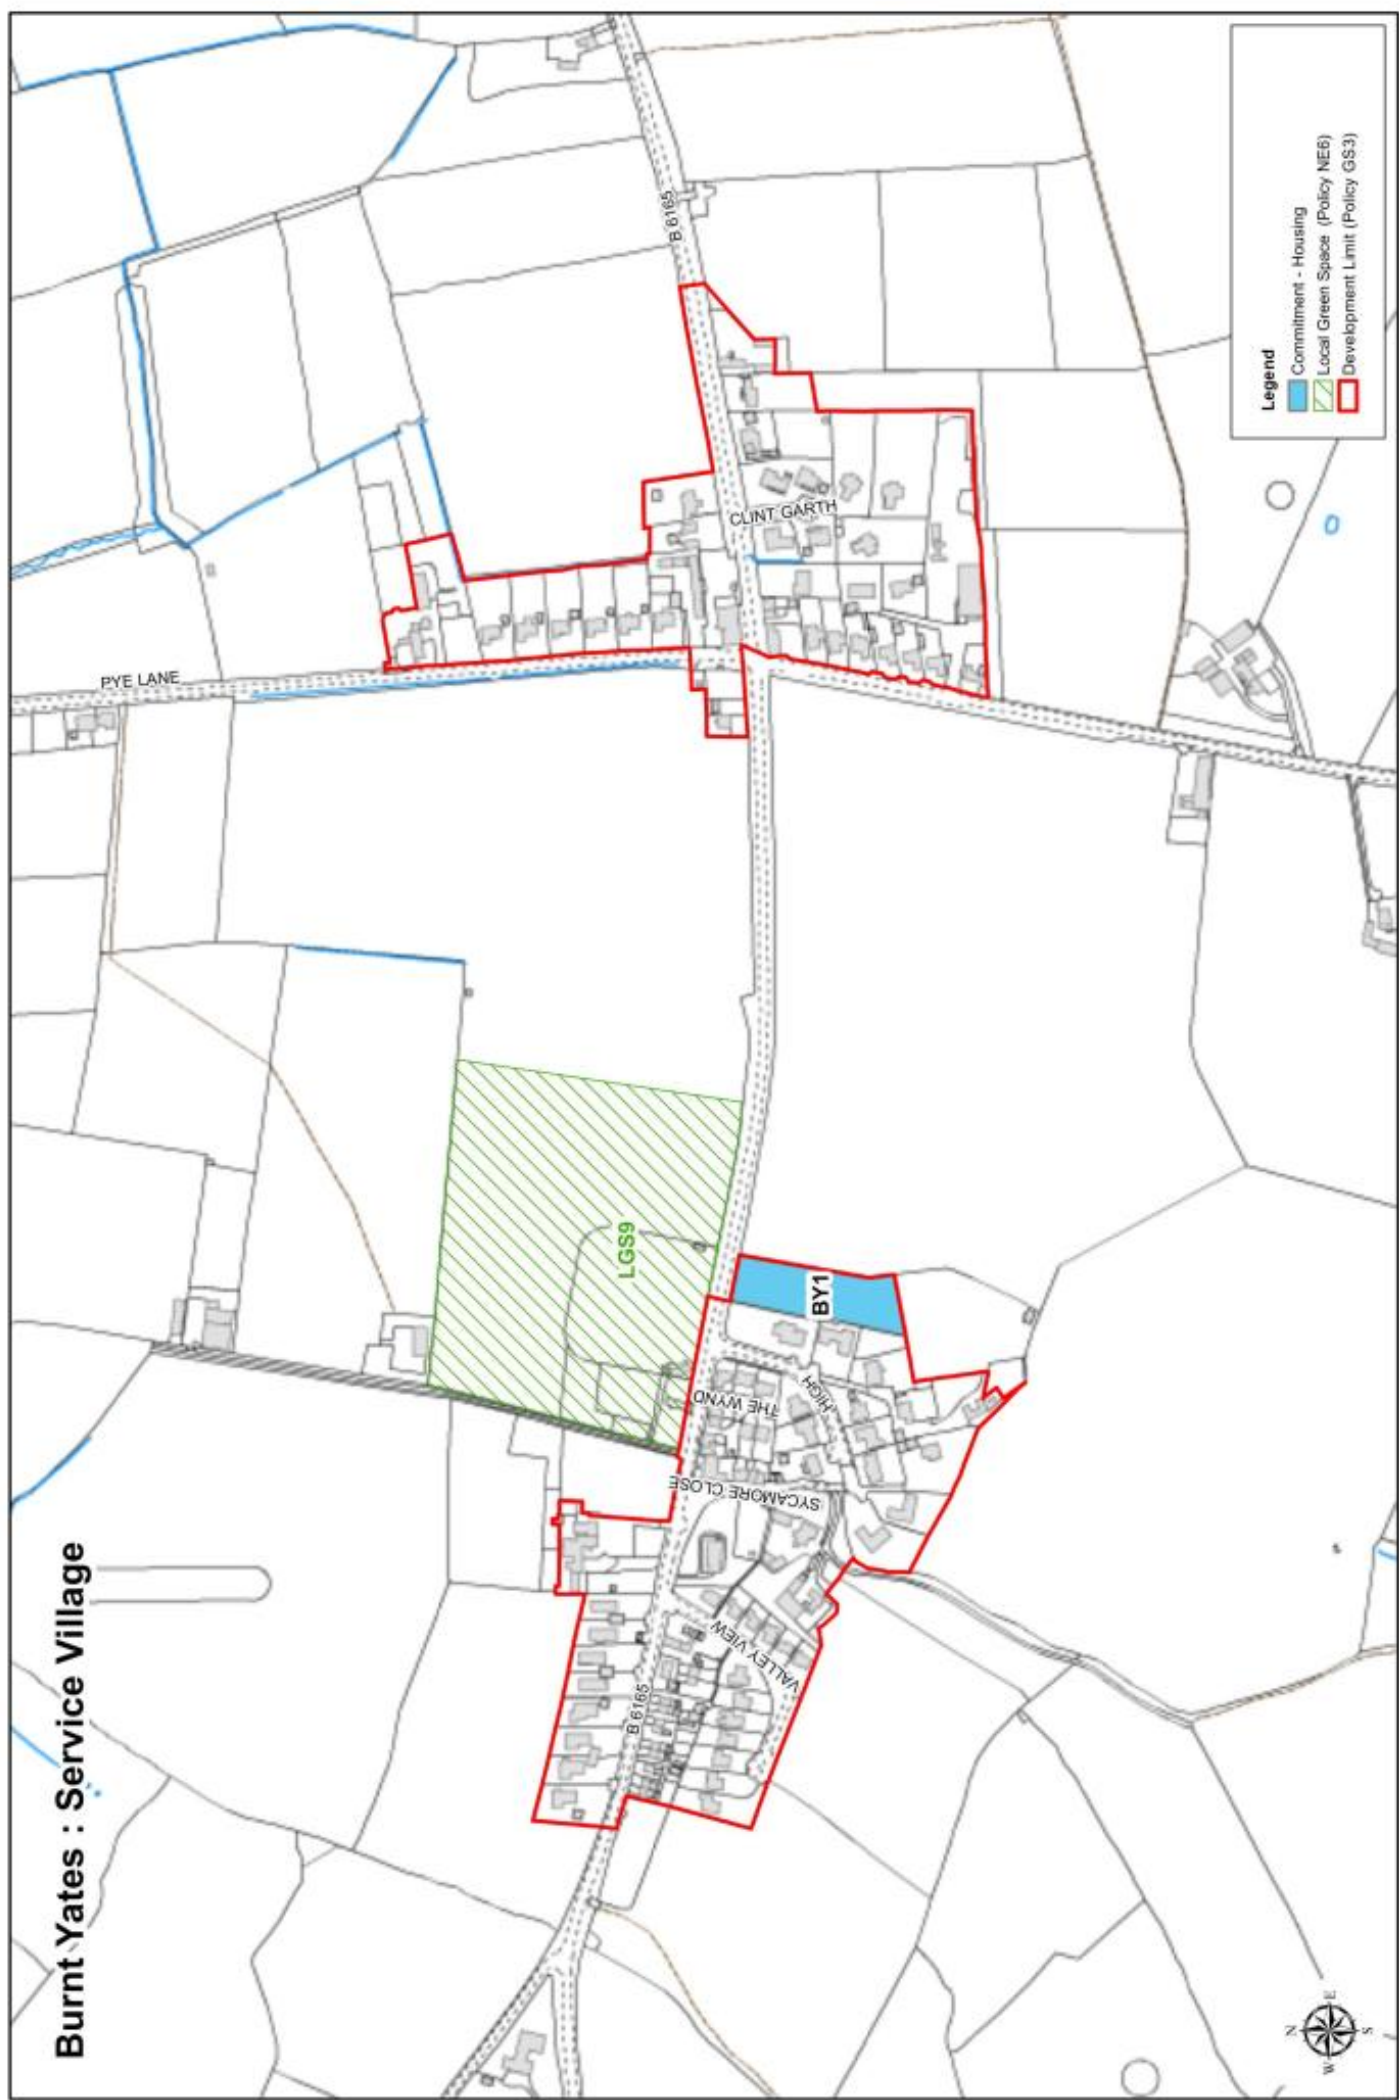 Burnt Yates : Service Village
PYE LANE
B 6165
CLINT GARTH
LGS9
BY1
THE WYND
HIGH
SYCAMORE CLOSE
VALLEY VIEW
B 6165
Legend
Commitment - Housing
Local Green Space (Policy NE6)
Development Limit (Policy GS3)
N
W E
S